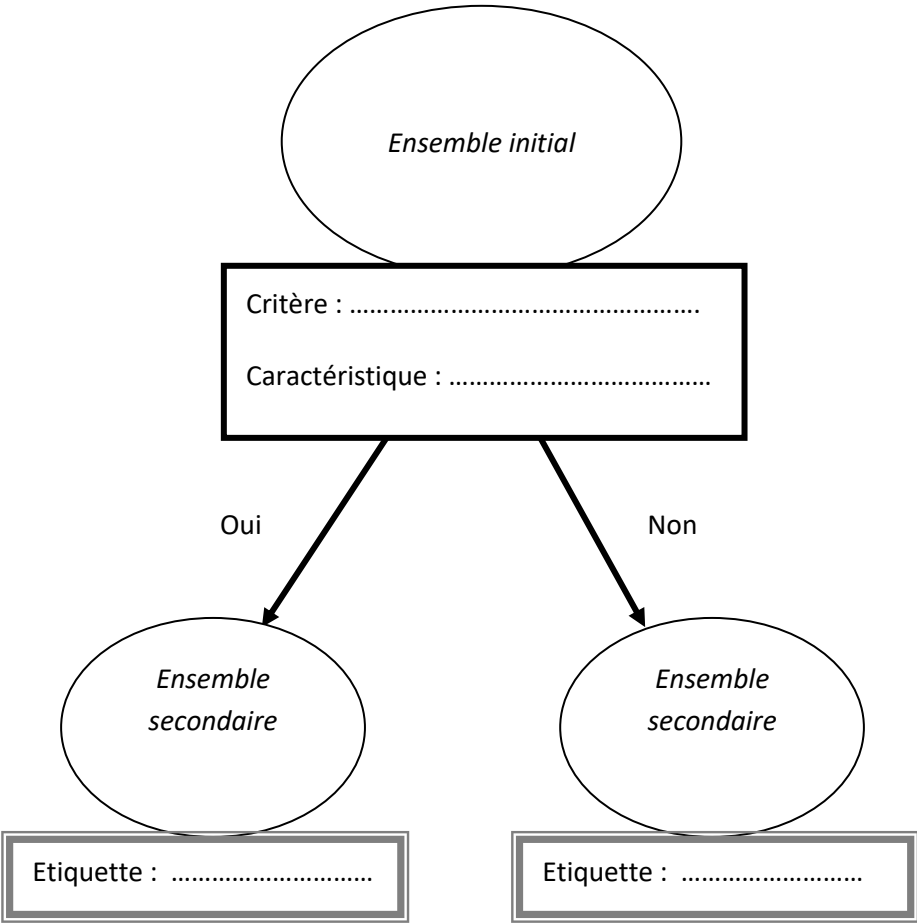 Ensemble initial
Critère : …………………………………………….
Caractéristique : …………………………………
Oui
Non
Ensemble
secondaire
Ensemble
secondaire
Etiquette : …………………………
Etiquette : ………………………